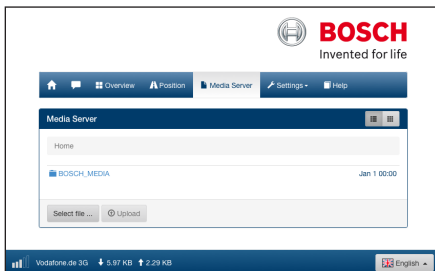 BOSCH
Invented for life
Overview Position Media Server Settings Help
Media Server
Home
BOSCH_MEDIA Jan 1 00:00
Select file ... Upload
Vodafone.de 3G 5.97 KB 2.29 KB English